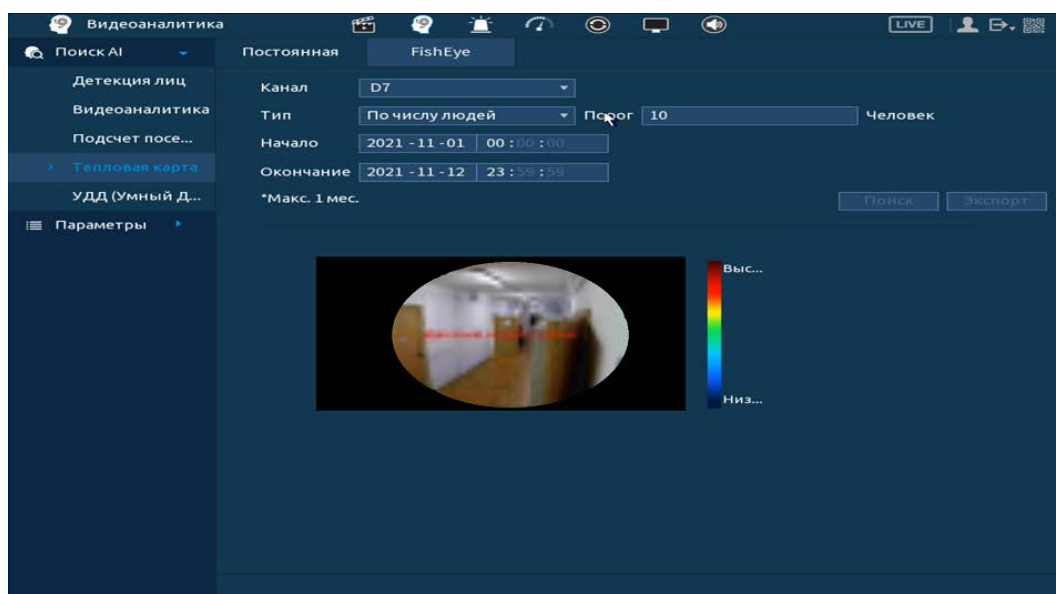 Видеоаналитика LIVE
Поиск AI Постоянная FishEye
Детекция лиц
Видеоаналитика
Подсчет посе...
Тепловая карта
УДД (Умный Д...
Параметры
Канал D7
Тип По числу людей Порог 10 Человек
Начало 2021 -11 -01 00 : 00 : 00
Окончание 2021 -11 -12 23 : 59 : 59
*Макс. 1 мес. Поиск Экспорт
Выс...
Низ...